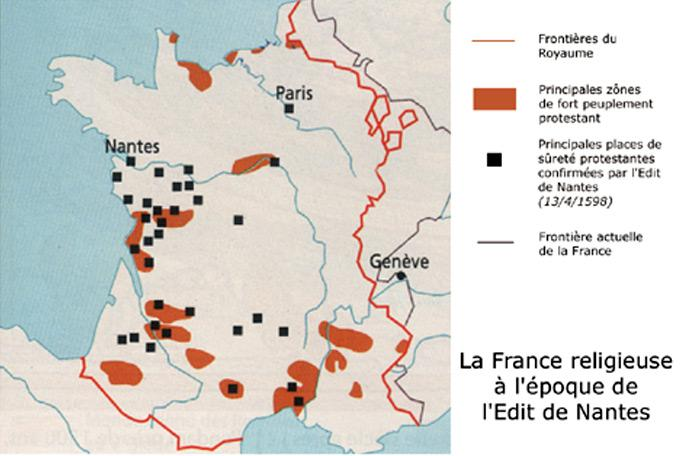 Paris
Nantes
Genève
Frontières du
Royaume
Principales zônes
de fort peuplement
protestant
Principales places de
sûreté protestantes
confirmées par l'Edit
de Nantes
(13/4/1598)
Frontière actuelle
de la France
La France religieuse
à l'époque de
l'Edit de Nantes